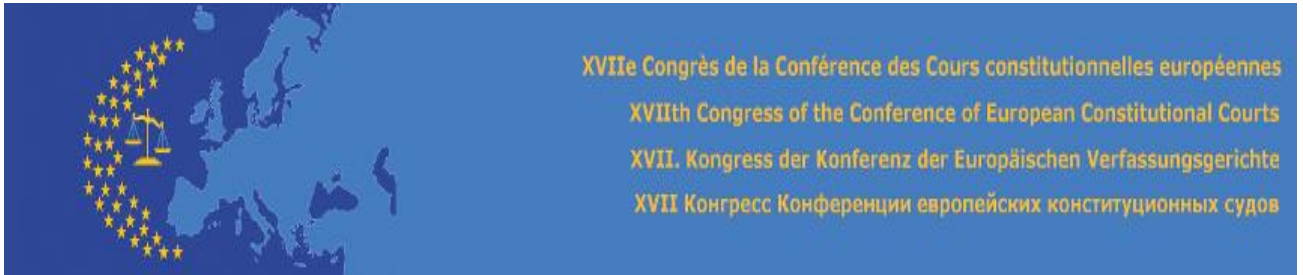 XVIIe Congrès de la Conférence des Cours constitutionnelles européennes
XVIIth Congress of the Conference of European Constitutional Courts
XVII. Kongress der Konferenz der Europäischen Verfassungsgerichte
XVII Конгресс Конференции европейских конституционных судов